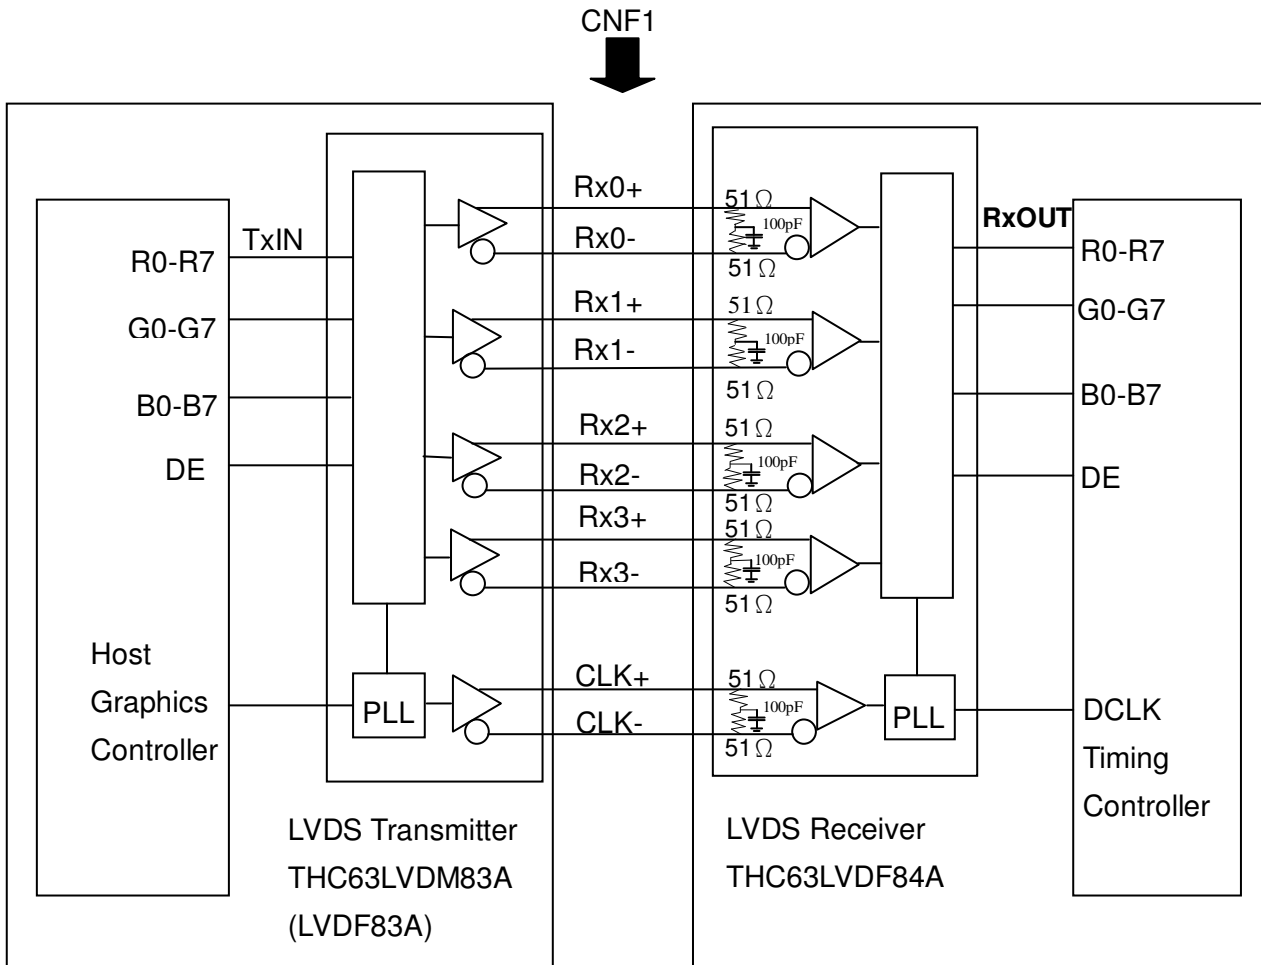 CNF1
TxIN
R0-R7
G0-G7
B0-B7
DE
Host
Graphics
Controller
PLL
LVDS Transmitter
THC63LVDM83A
(LVDF83A)
Rx0+
Rx0-
Rx1+
Rx1-
Rx2+
Rx2-
Rx3+
Rx3-
CLK+
CLK-
51Ω
100pF
51Ω
51Ω
100pF
51Ω
51Ω
100pF
51Ω
51Ω
100pF
51Ω
51Ω
100pF
51Ω
PLL
LVDS Receiver
THC63LVDF84A
RxOUT
R0-R7
G0-G7
B0-B7
DE
DCLK
Timing
Controller